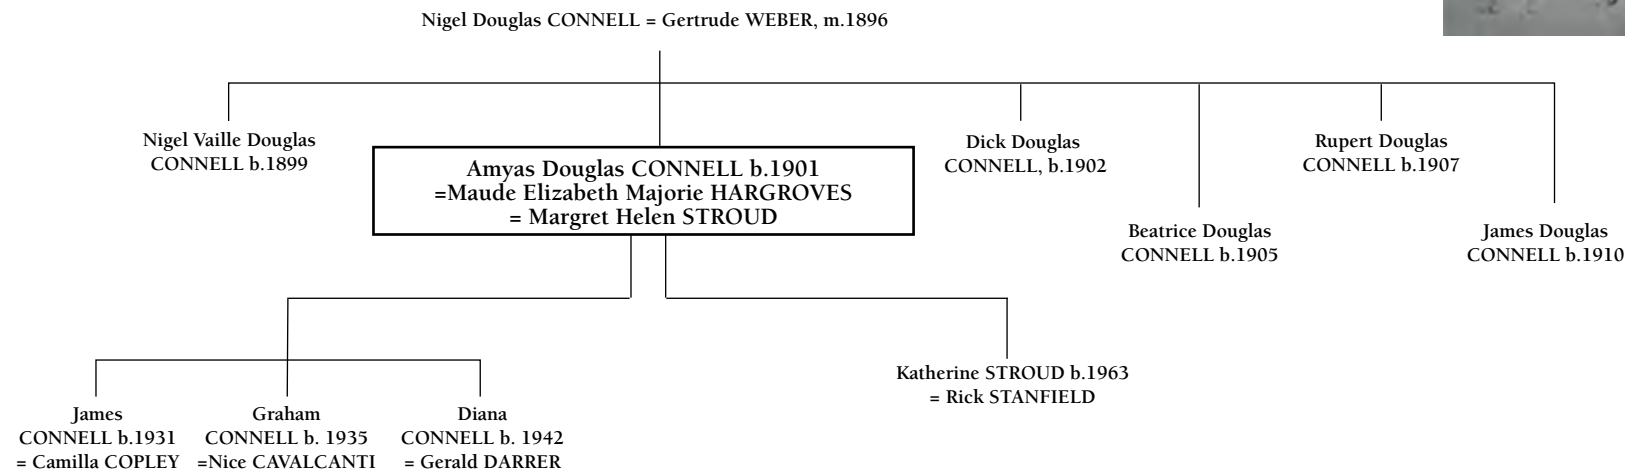 Nigel Douglas CONNELL = Gertrude WEBER, m.1896
Nigel Vaille Douglas
CONNELL b.1899
Amyas Douglas CONNELL b.1901
=Maude Elizabeth Majorie HARGROVES
= Margret Helen STROUD
Dick Douglas
CONNELL, b.1902
Beatrice Douglas
CONNELL b.1905
Rupert Douglas
CONNELL b.1907
James Douglas
CONNELL b.1910
James
CONNELL b.1931
= Camilla COPLEY
Graham
CONNELL b. 1935
=Nice CAVALCANTI
Diana
CONNELL b. 1942
= Gerald DARRER
Katherine STROUD b.1963
= Rick STANFIELD